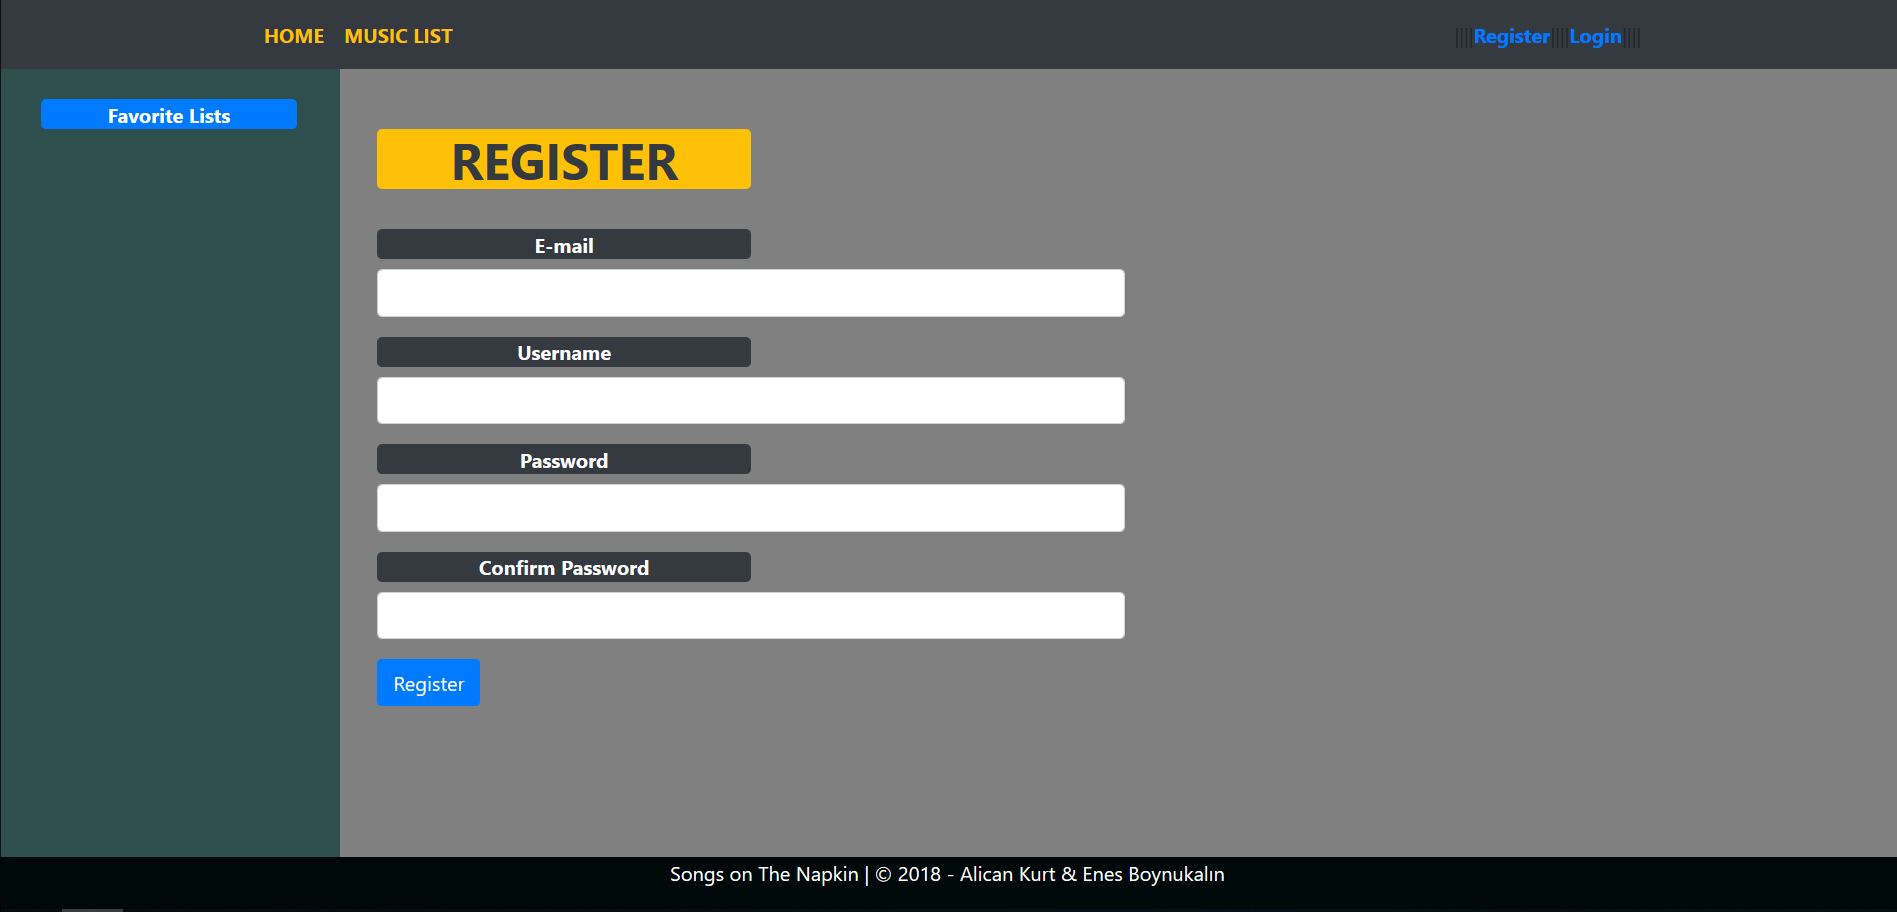 HOME MUSIC LIST ||||Register||||Login||||
Favorite Lists
REGISTER
E-mail
Username
Password
Confirm Password
Register
Songs on The Napkin | © 2018 - Alican Kurt & Enes Boynukalın